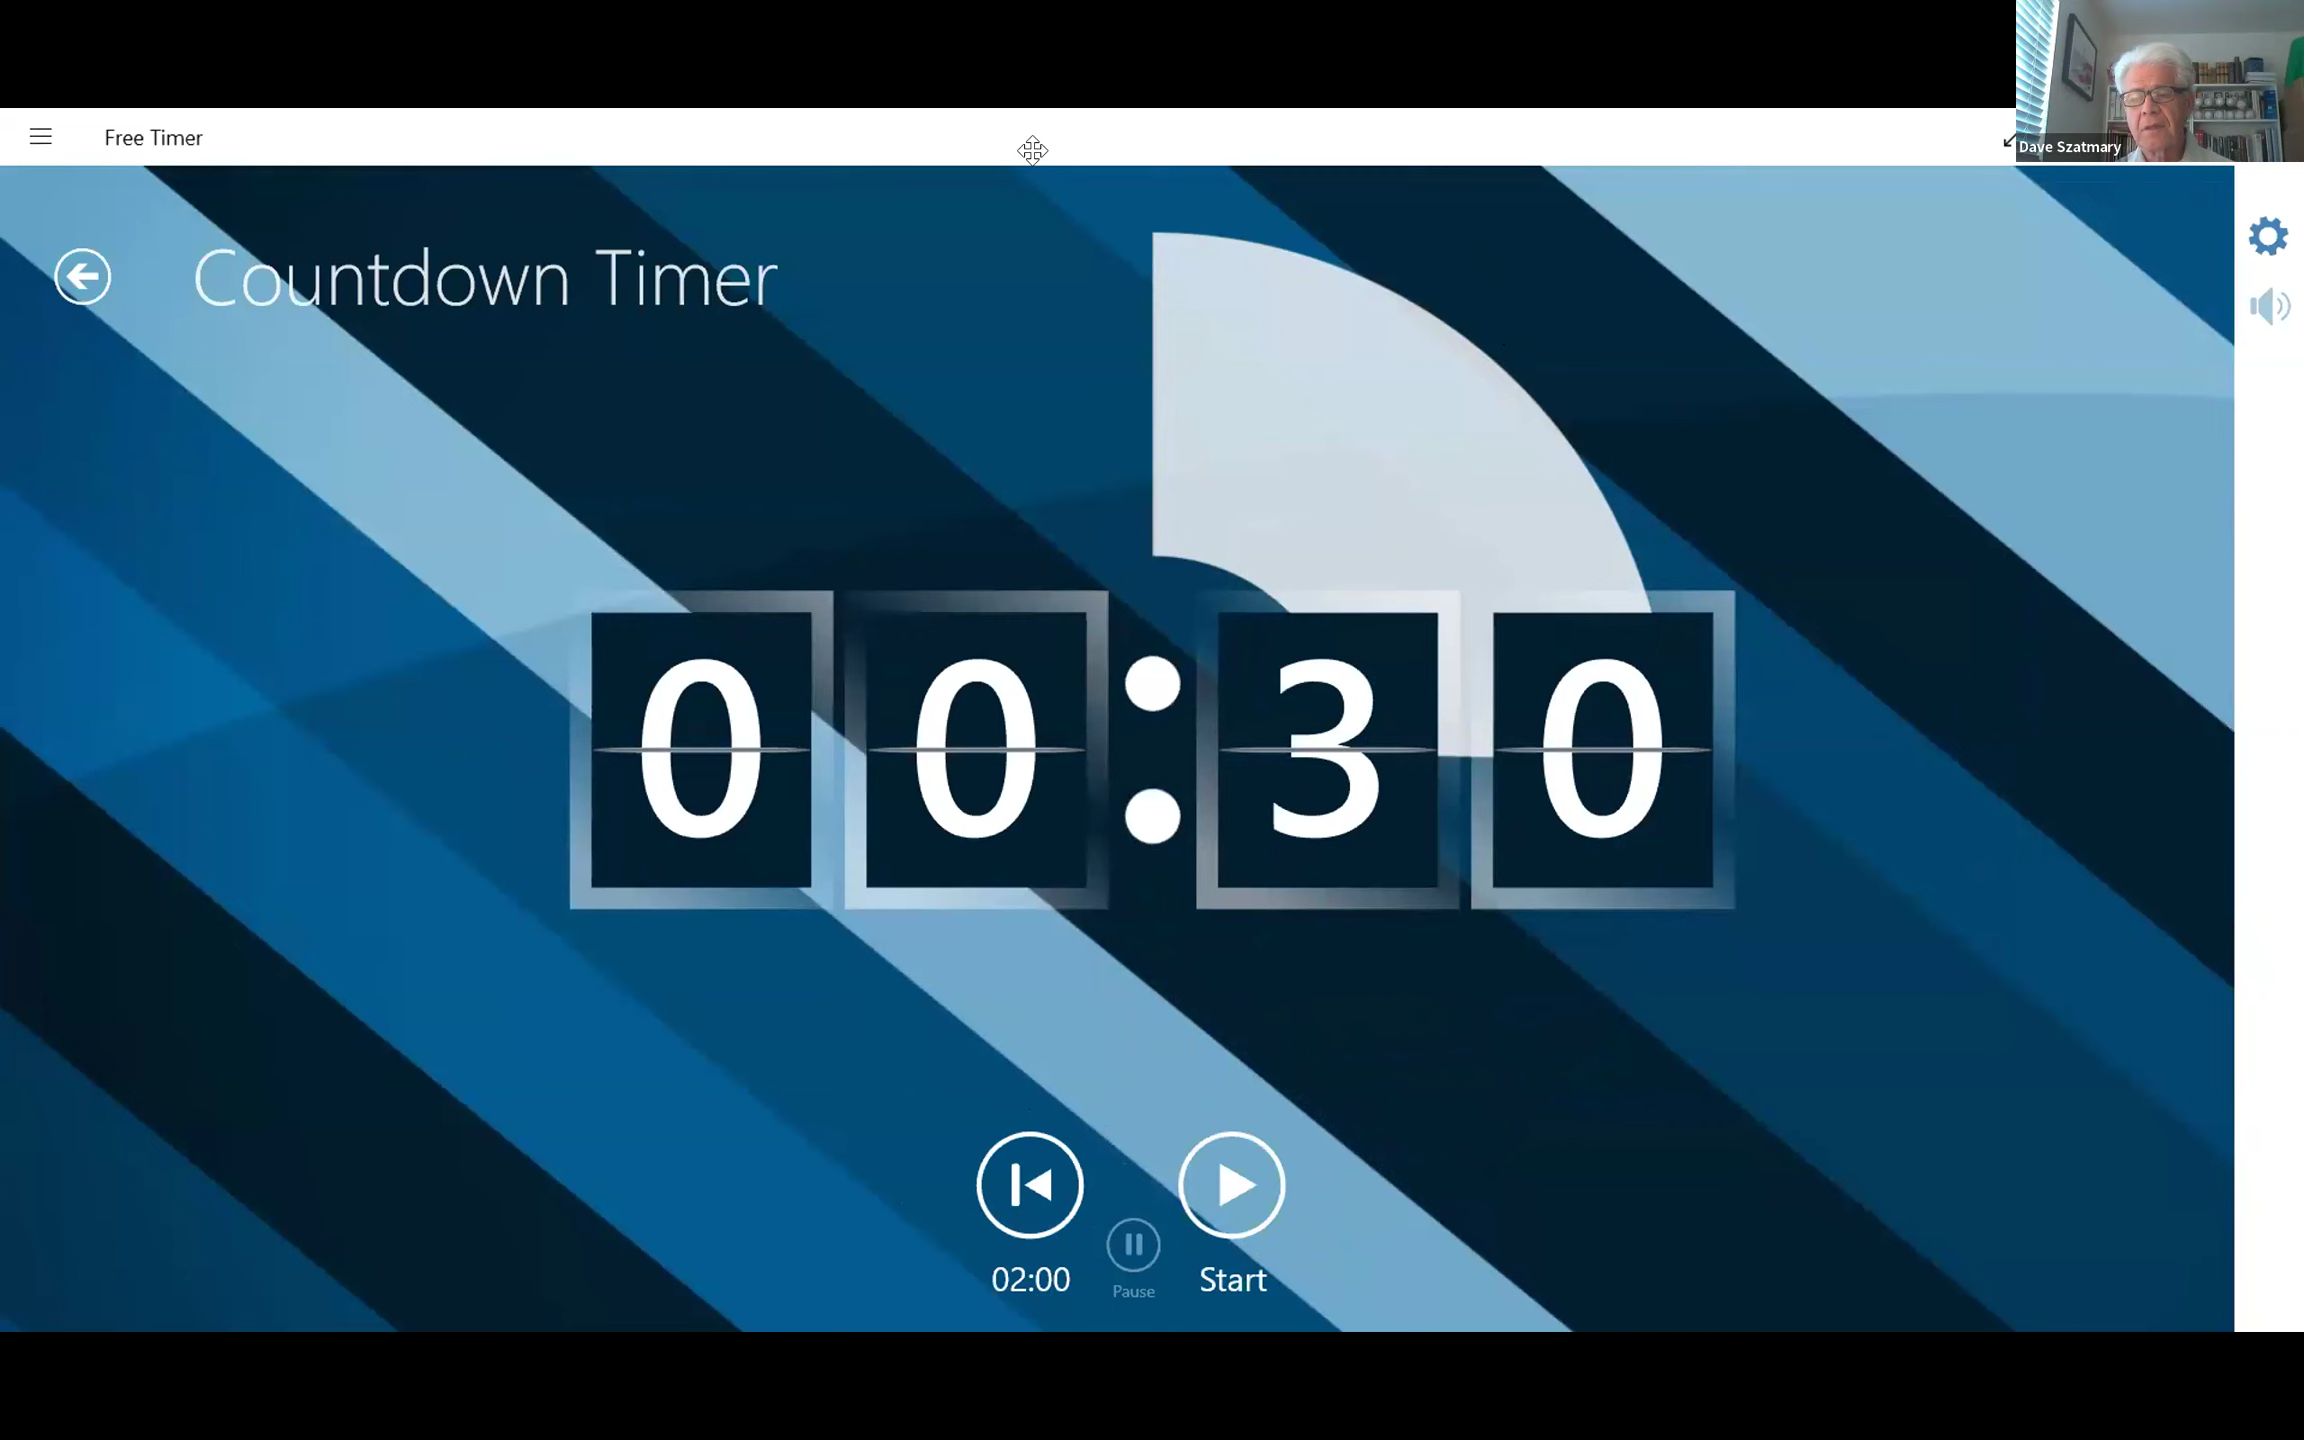 Free Timer
Dave Szatmary
Countdown Timer
00:30
02:00
Pause
Start